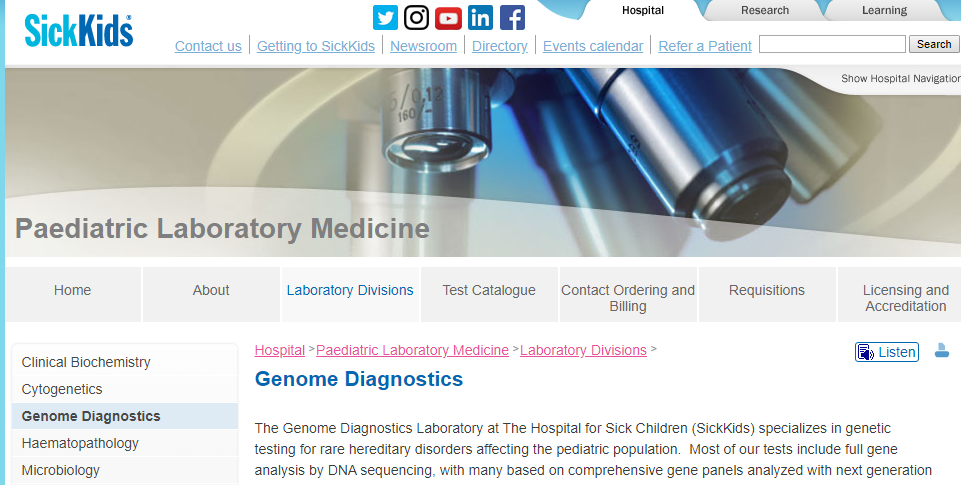 SickKids®
Hospital
Research
Learning
Contact us
Getting to SickKids
Newsroom
Directory
Events calendar
Refer a Patient
Search
Show Hospital Navigation
5/0,12
160/-
Paediatric Laboratory Medicine
Home
About
Laboratory Divisions
Test Catalogue
Contact Ordering and
Billing
Requisitions
Licensing and
Accreditation
Clinical Biochemistry
Cytogenetics
Genome Diagnostics
Haematopathology
Microbiology
Hospital >Paediatric Laboratory Medicine >Laboratory Divisions >
Listen
Genome Diagnostics
The Genome Diagnostics Laboratory at The Hospital for Sick Children (SickKids) specializes in genetic
testing for rare hereditary disorders affecting the pediatric population. Most of our tests include full gene
analysis by DNA sequencing, with many based on comprehensive gene panels analyzed with next generation